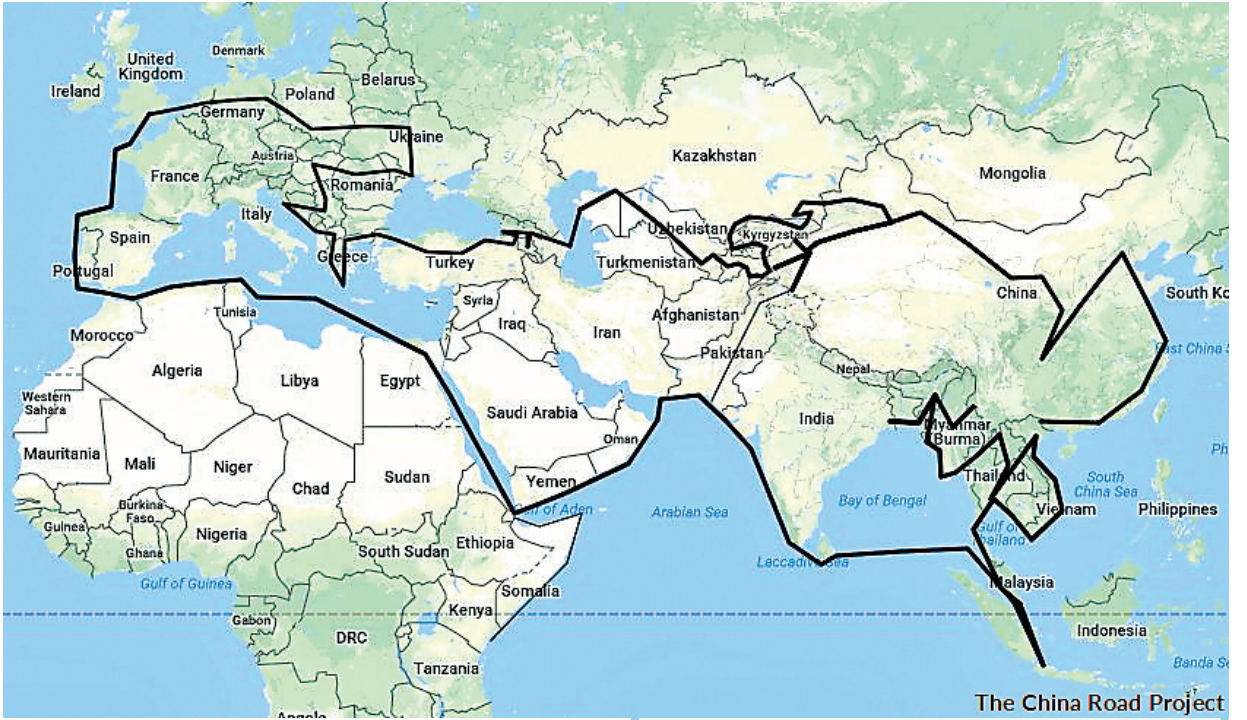 Denmark
United
Kingdom
Ireland
Belarus
Poland
Germany
Ukraine
Austria
France
Romania
Italy
Spain
Portugal
Greece
Turkey
Kazakhstan
Mongolia
Uzbekistan
Kyrgyzstan
Turkmenistan
China
South Ko
East China S
Syria
Iraq
Iran
Afghanistan
Pakistan
Nepal
India
Morocco
Tunisia
Algeria
Libya
Egypt
Western
Sahara
Saudi Arabia
Oman
Mauritania
Mali
Niger
Chad
Sudan
Yemen
Gulf of Aden
Arabian Sea
Bay of Bengal
Myanmar
(Burma)
Thailand
Vietnam
South
China Sea
Philippines
Ph
Gulf of
Thailand
Burkina
Faso
Guinea
Ghana
Nigeria
South Sudan
Ethiopia
Somalia
Laccadive Sea
Malaysia
Gulf of Guinea
Gabon
DRC
Kenya
Tanzania
Indonesia
Banda Se
Angola
The China Road Project